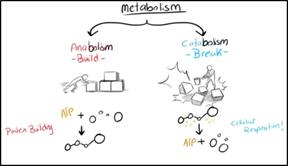 Metabolism
Anabolism
-Build-
Catabolism
-Break-
ATP +
ATP +
Protein Building
Cellular
Respiration!